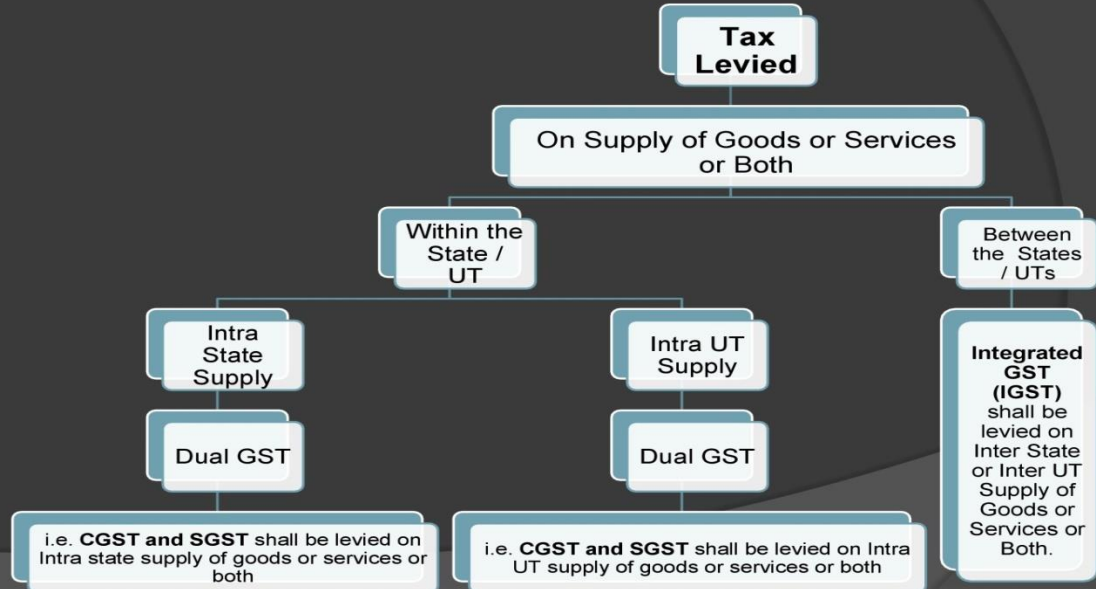 Tax
Levied
On Supply of Goods or Services
or Both
Within the
State /
UT
Between
the States
/ UTs
Intra
State
Supply
Intra UT
Supply
Integrated
GST
(IGST)
shall be
levied on
Inter State
or Inter UT
Supply of
Goods or
Services or
Both.
Dual GST
Dual GST
i.e. CGST and SGST shall be levied on
Intra state supply of goods or services or
both
i.e. CGST and SGST shall be levied on Intra
UT supply of goods or services or both